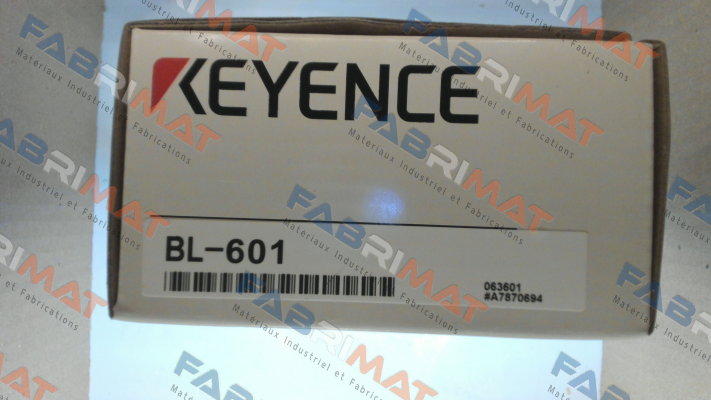 KEYENCE
BL-601
063601
#A7870694
FABRIMAT
Materiaux Industriel et Fabrications